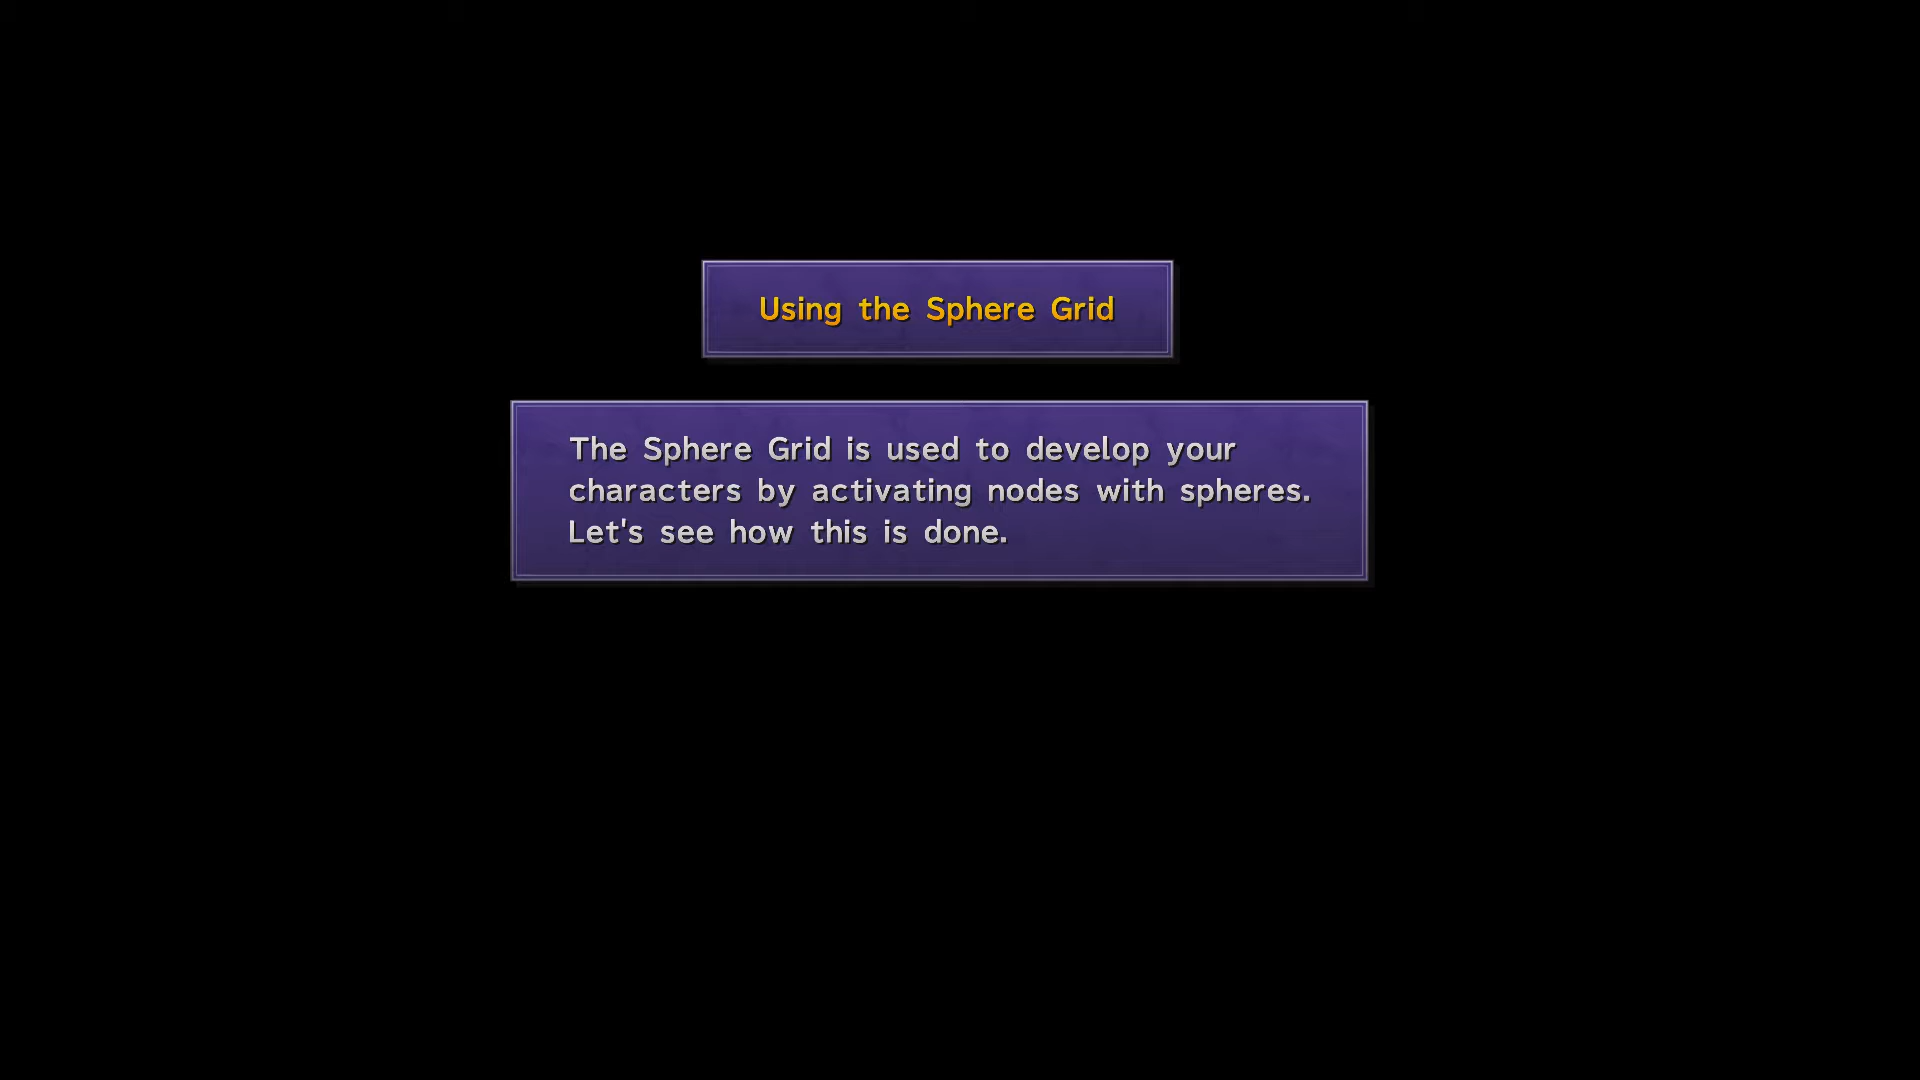 Using the Sphere Grid
The Sphere Grid is used to develop your
characters by activating nodes with spheres.
Let's see how this is done.